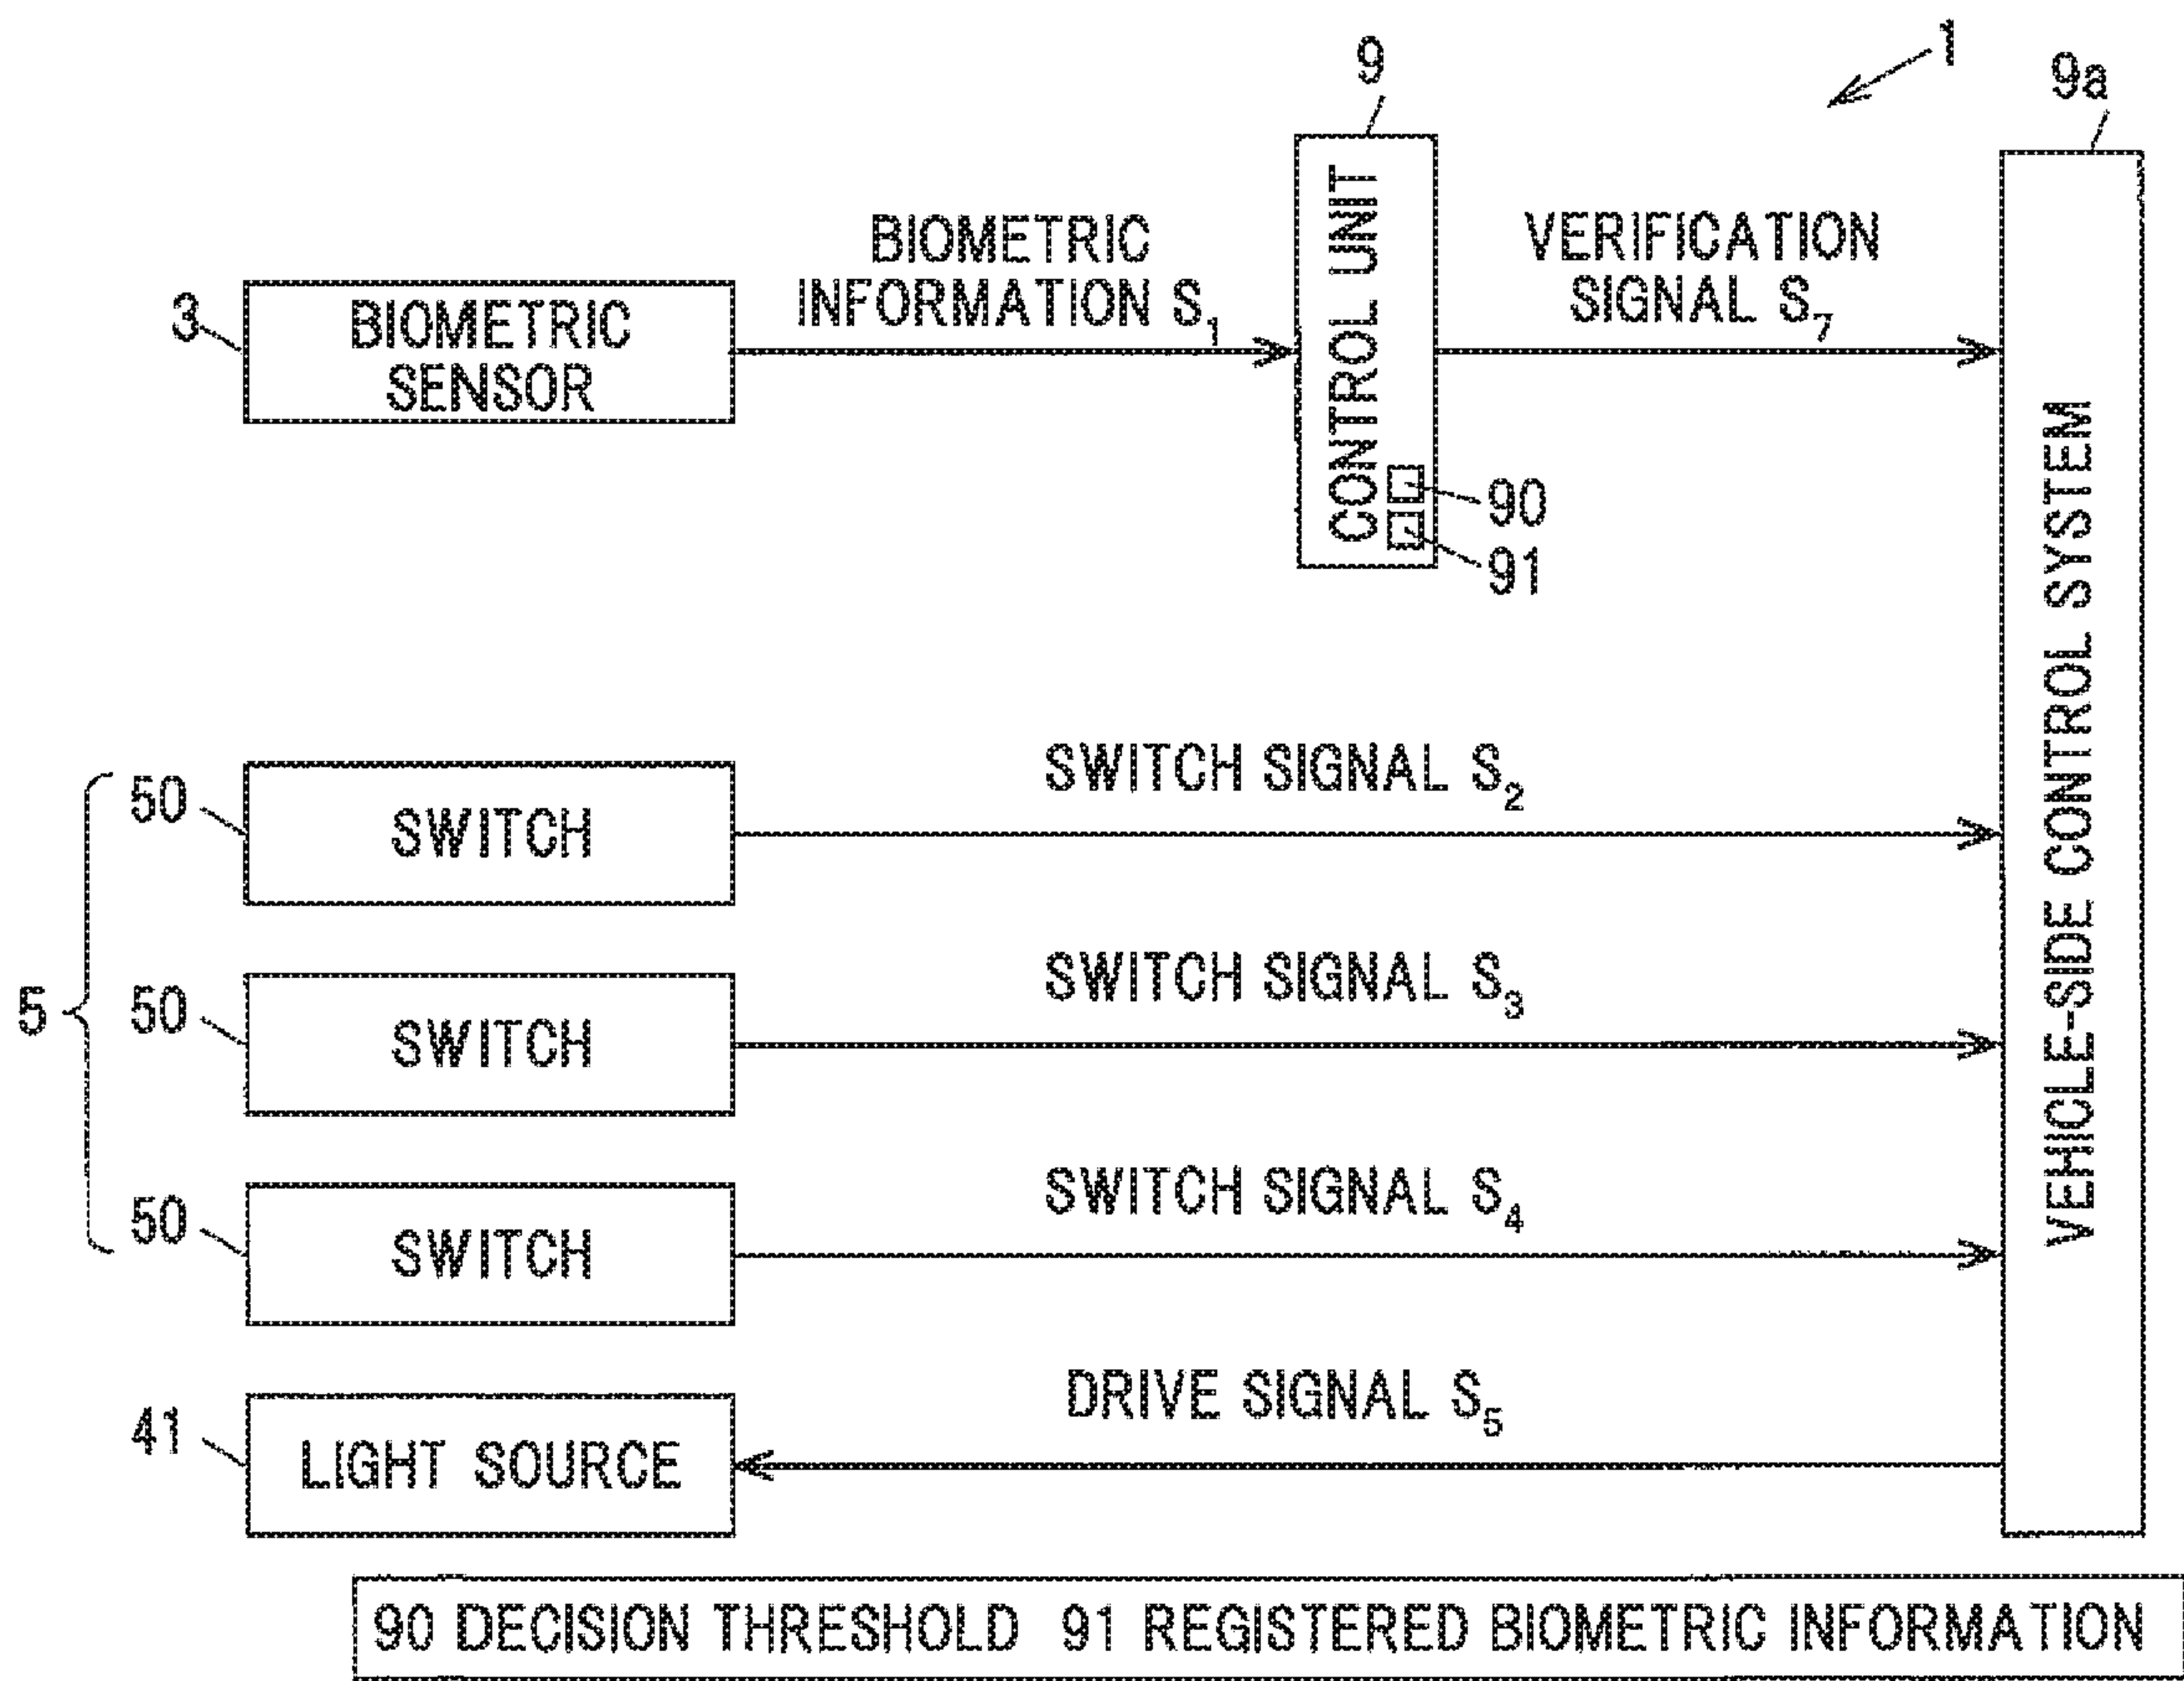 1
9
9a
BIOMETRIC
INFORMATION S1
VERIFICATION
SIGNAL S7
3
BIOMETRIC
SENSOR
CONTROL UNIT
90
91
VEHICLE-SIDE CONTROL SYSTEM
SWITCH SIGNAL S2
50
SWITCH
SWITCH SIGNAL S3
5
50
SWITCH
SWITCH SIGNAL S4
50
SWITCH
DRIVE SIGNAL S5
41
LIGHT SOURCE
90 DECISION THRESHOLD 91 REGISTERED BIOMETRIC INFORMATION